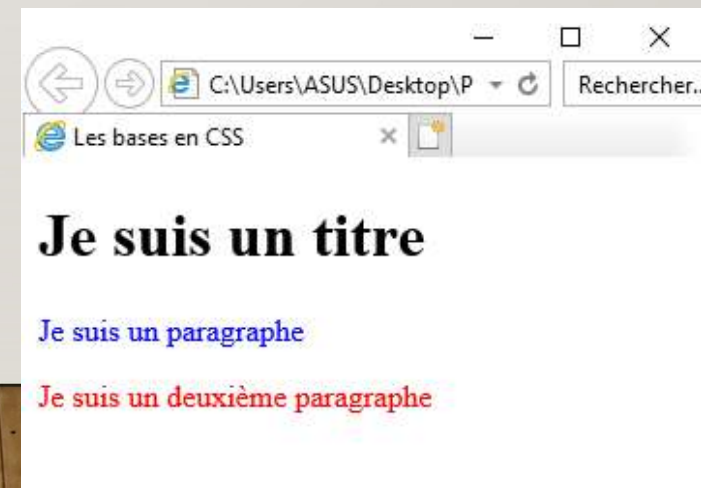 C:\Users\ASUS\Desktop\P
Rechercher...
Les bases en CSS
Je suis un titre
Je suis un paragraphe
Je suis un deuxième paragraphe